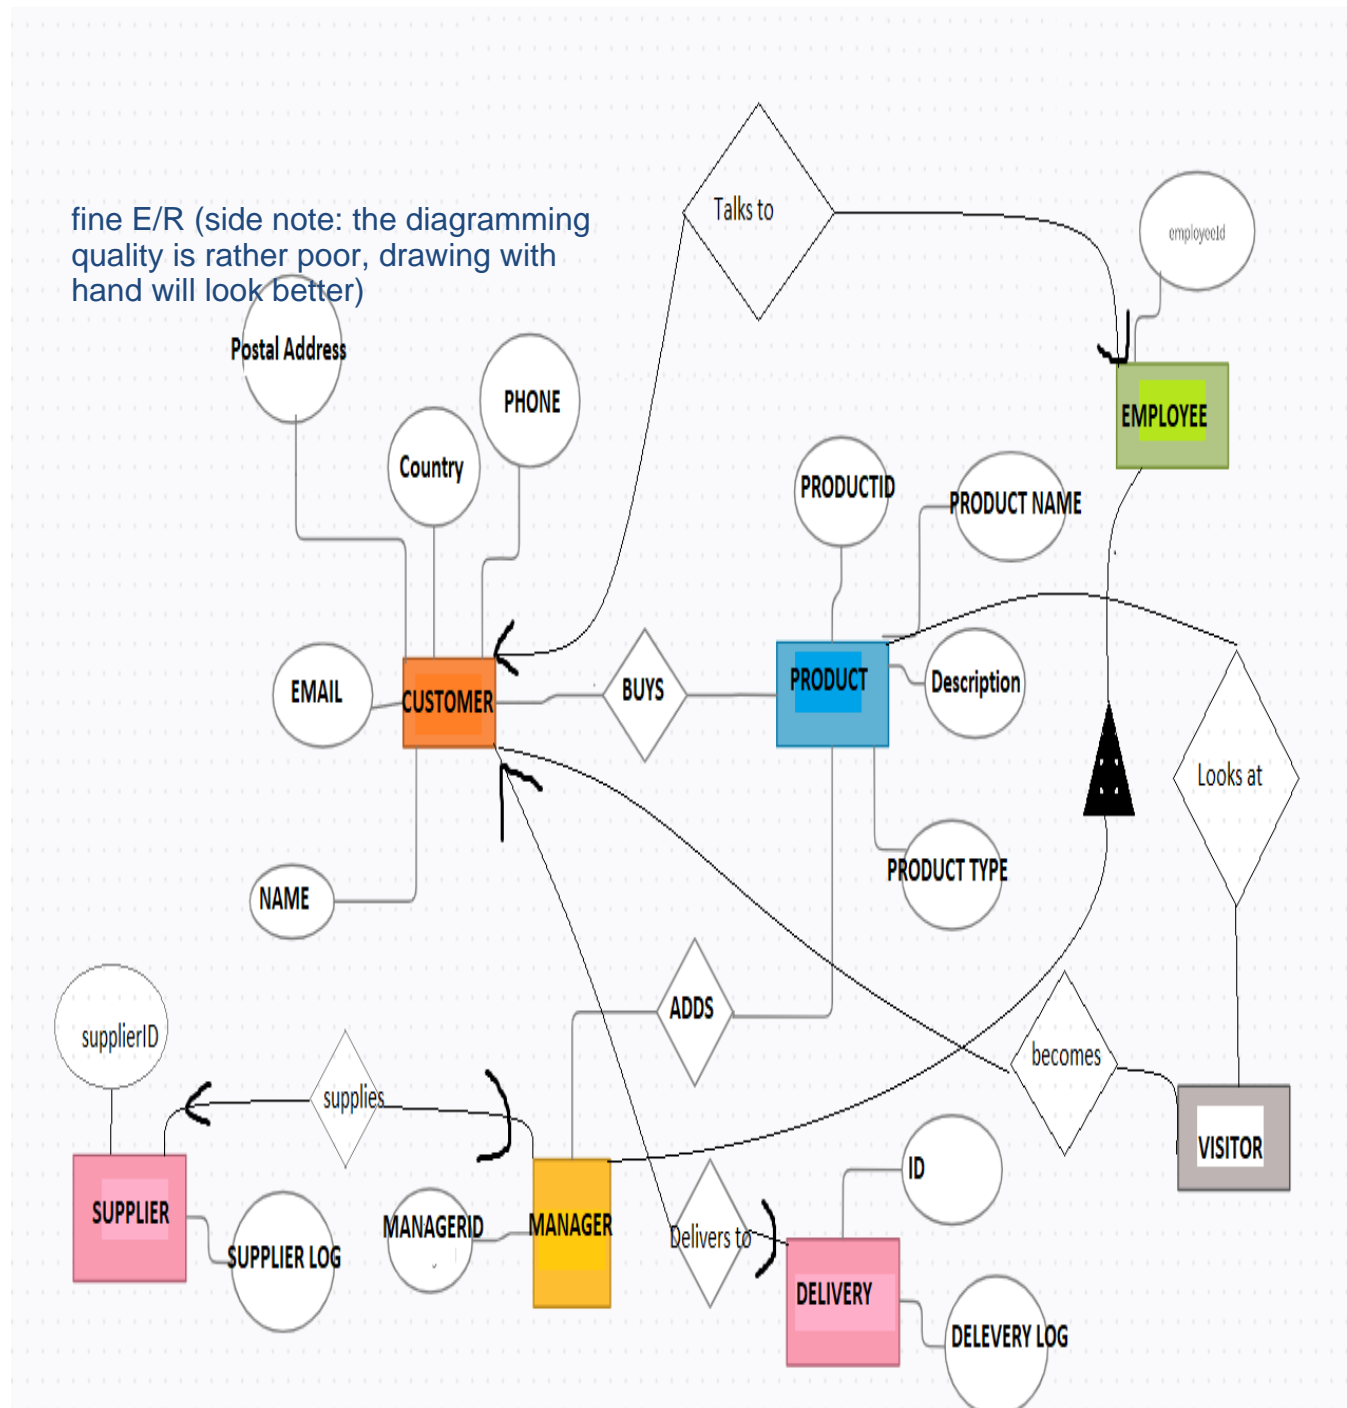 fine E/R (side note: the diagramming
quality is rather poor, drawing with
hand will look better)
Talks to
employeeId
Postal Address
PHONE
Country
EMPLOYEE
PRODUCTID
PRODUCT NAME
EMAIL
CUSTOMER
BUYS
PRODUCT
Description
Looks at
PRODUCT TYPE
NAME
ADDS
supplierID
becomes
supplies
VISITOR
ID
SUPPLIER
MANAGERID
MANAGER
Delivers to
SUPPLIER LOG
DELIVERY
DELEVERY LOG